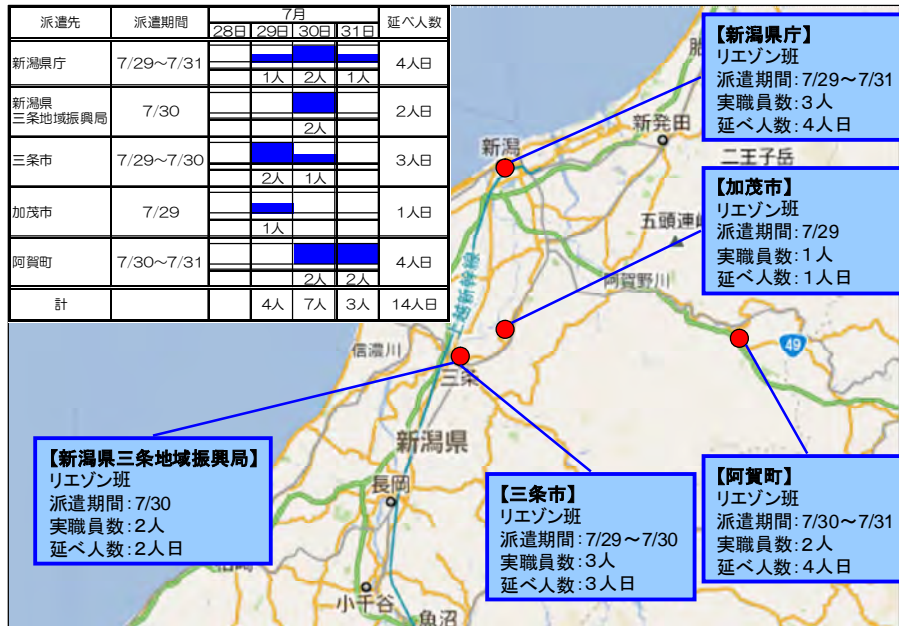 派遣先 派遣期間 7月 延べ人数
28日 29日 30日 31日
新潟県庁 7/29～7/31 4人日
1人 2人 1人
新潟県
三条地域振興局 7/30 2人日
2人
三条市 7/29～7/30 3人日
2人 1人
加茂市 7/29 1人日
1人
阿賀町 7/30～7/31 4人日
2人 2人
計 4人 7人 3人 14人日
【新潟県庁】
リエゾン班
派遣期間:7/29～7/31
実職員数:3人
延べ人数:4人日
新発田
新潟
二王子岳
【加茂市】
リエゾン班
派遣期間:7/29
実職員数:1人
延べ人数:1人日
五頭連
上越新幹線
阿賀野川
49
信濃川
三条
新潟県
【新潟県三条地域振興局】
リエゾン班
派遣期間:7/30
実職員数:2人
延べ人数:2人日
長岡
【三条市】
リエゾン班
派遣期間:7/29～7/30
実職員数:3人
延べ人数:3人日
【阿賀町】
リエゾン班
派遣期間:7/30～7/31
実職員数:2人
延べ人数:4人日
小千谷
魚沼